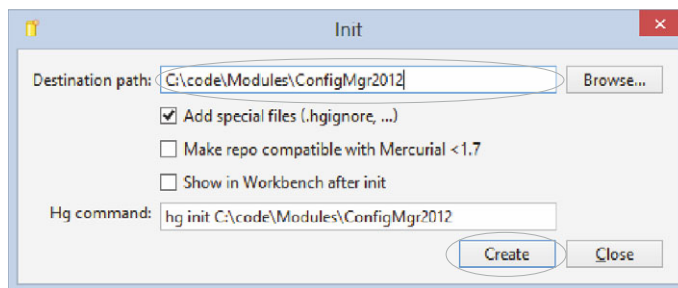 Init
Destination path: C:\code\Modules\ConfigMgr2012 Browse...
Add special files (.hgignore, ...)
Make repo compatible with Mercurial <1.7
Show in Workbench after init
Hg command: hg init C:\code\Modules\ConfigMgr2012
Create Close